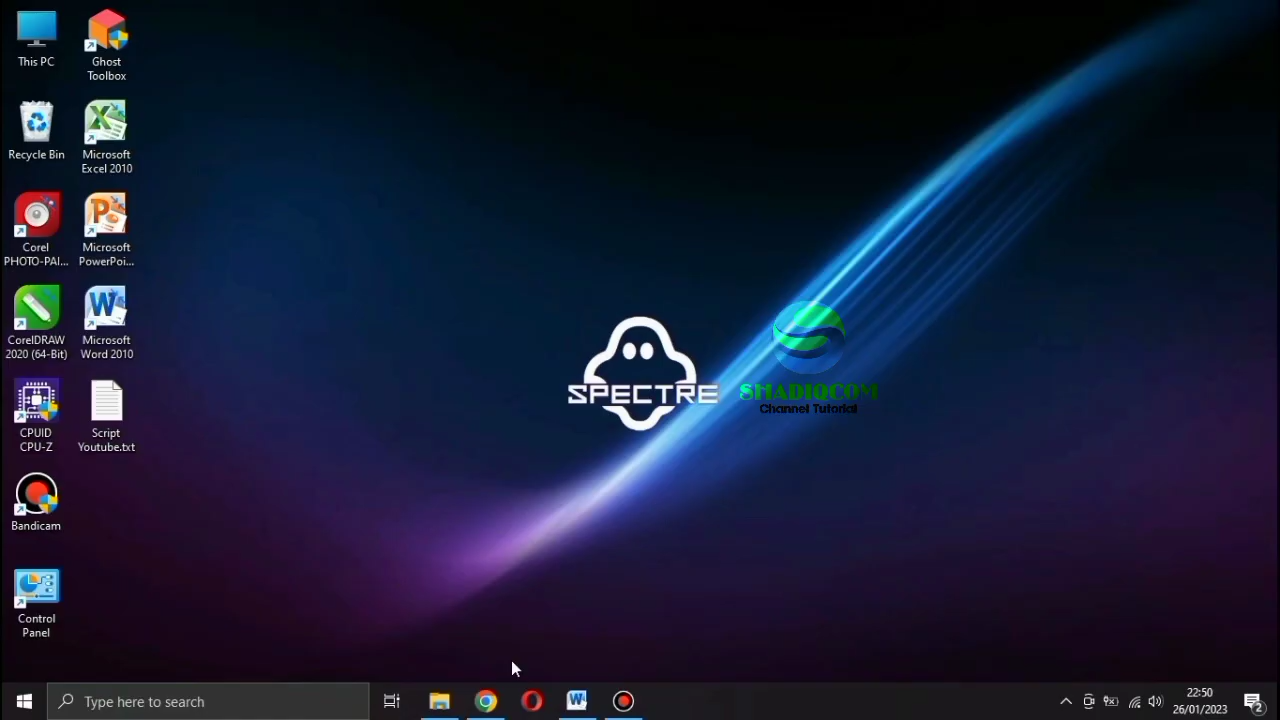 This PC
Ghost
Toolbox
Recycle Bin
Microsoft
Excel 2010
Corel
PHOTO-PAI...
Microsoft
PowerPoi...
CorelDRAW
2020 (64-Bit)
Microsoft
Word 2010
CPUID
CPU-Z
Script
Youtube.txt
Bandicam
Control
Panel
SPECTRE
SHADIQCOM
Channel Tutorial
Type here to search
22:50
26/01/2023
2